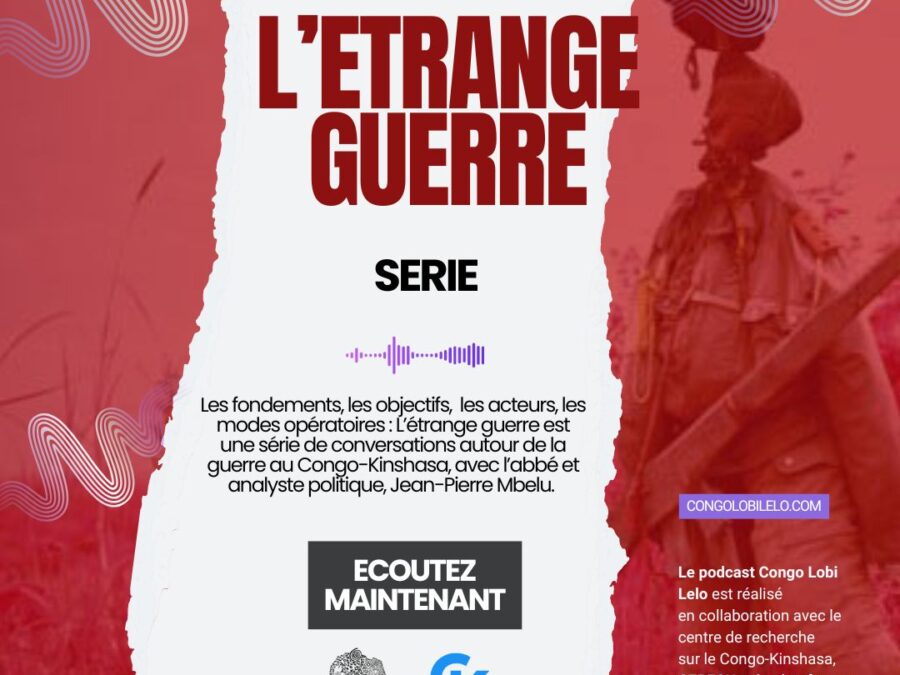 L'ETRANGE
GUERRE
SERIE
Les fondements, les objectifs,  les acteurs, les
modes opératoires : L'étrange guerre est
une série de conversations autour de la
guerre au Congo-Kinshasa, avec l'abbé et
analyste politique, Jean-Pierre Mbelu.
ECOUTEZ
MAINTENANT
CONGOLOBILELO.COM
Le podcast Congo Lobi
Lelo est réalisé
en collaboration avec le
centre de recherche
sur le Congo-Kinshasa,